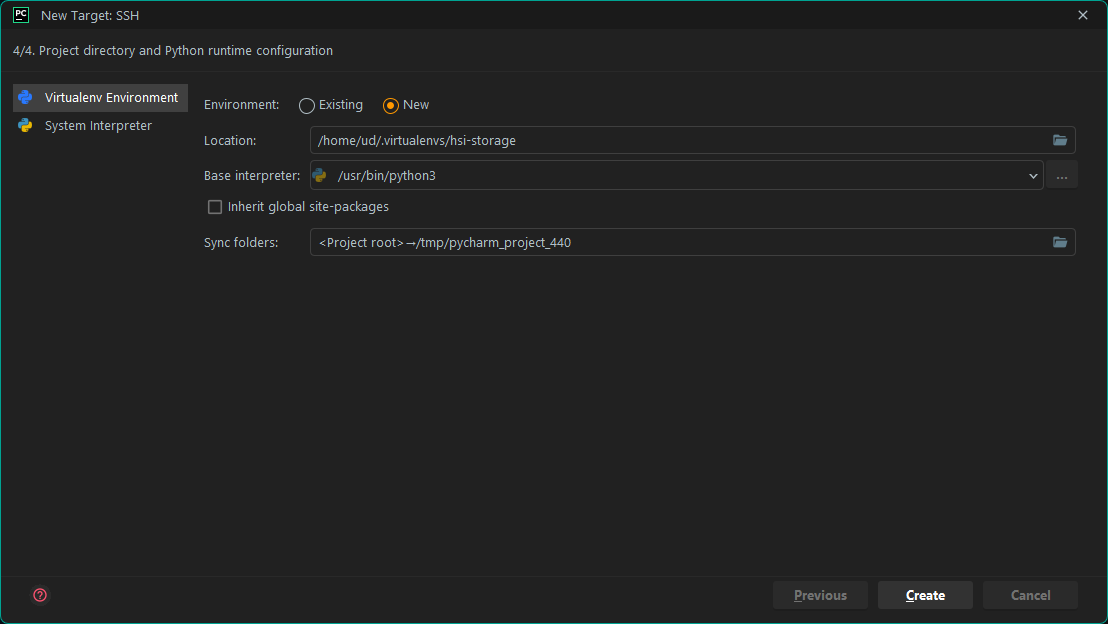 PC New Target: SSH
4/4. Project directory and Python runtime configuration
Virtualenv Environment
System Interpreter
Environment: Existing New
Location: /home/ud/.virtualenvs/hsi-storage
Base interpreter: /usr/bin/python3 ...
Inherit global site-packages
Sync folders: <Project root>→/tmp/pycharm_project_440
? Previous Create Cancel